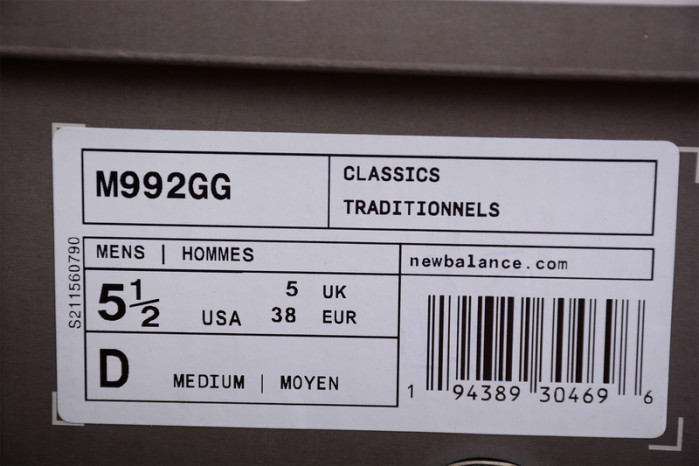 M992GG
CLASSICS
TRADITIONNELS
MENS | HOMMES
newbalance.com
5½ USA
5 UK
38 EUR
D
MEDIUM | MOYEN
S211560790
1 94389 30469 6